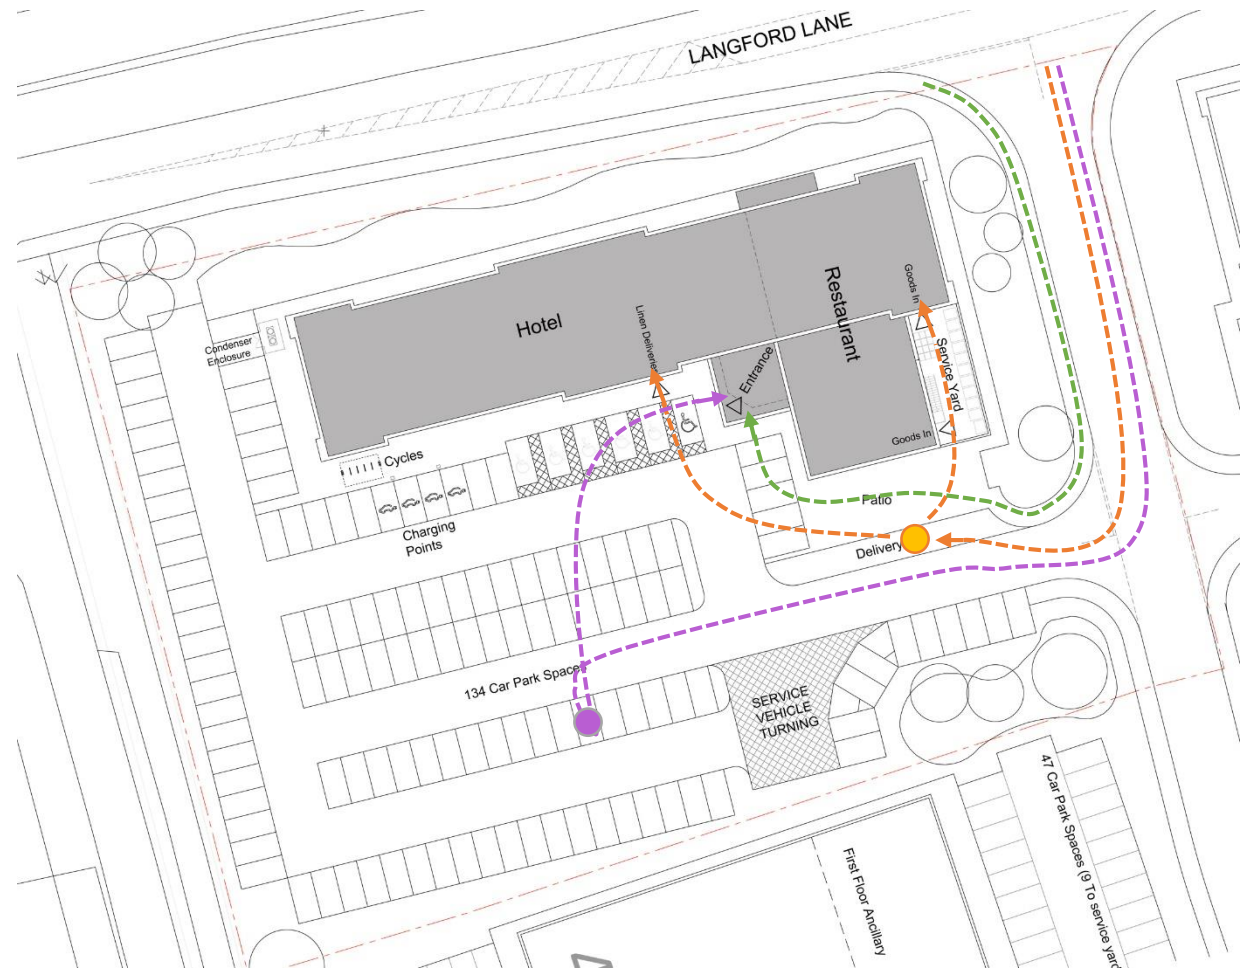 LANGFORD LANE
Hotel
Restaurant
Goods In
Linen Deliveries
Condenser
Enclosure
Entrance
Service Yard
Goods In
Cycles
Patio
Charging
Points
Delivery
134 Car Park Spaces
SERVICE
VEHICLE
TURNING
47 Car Park Spaces (9 To service yard
First Floor Ancillary